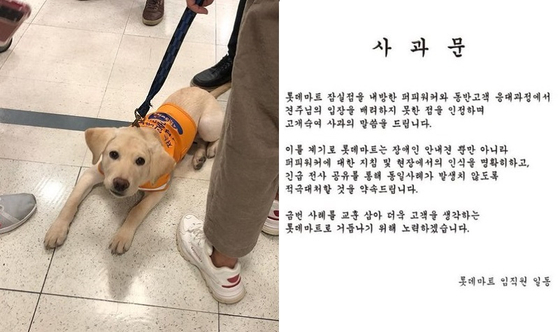 사과문
롯데마트 잠실점을 내방한 퍼피워커와 동반고객 응대과정에서
견주님의 입장을 배려하지 못한 점을 인정하며
고개숙여 사과의 말씀을 드립니다.
이를 계기로 롯데마트는 장애인 안내견 뿐만 아니라
퍼피워커에 대한 지침 및 현장에서의 인식을 명확히하고,
긴급 전사 공유를 통해 동일사례가 발생치 않도록
적극대처할 것을 약속드립니다.
금번 사례를 교훈 삼아 더욱 고객을 생각하는
롯데마트로 거듭나기 위해 노력하겠습니다.
롯데마트 임직원 일동